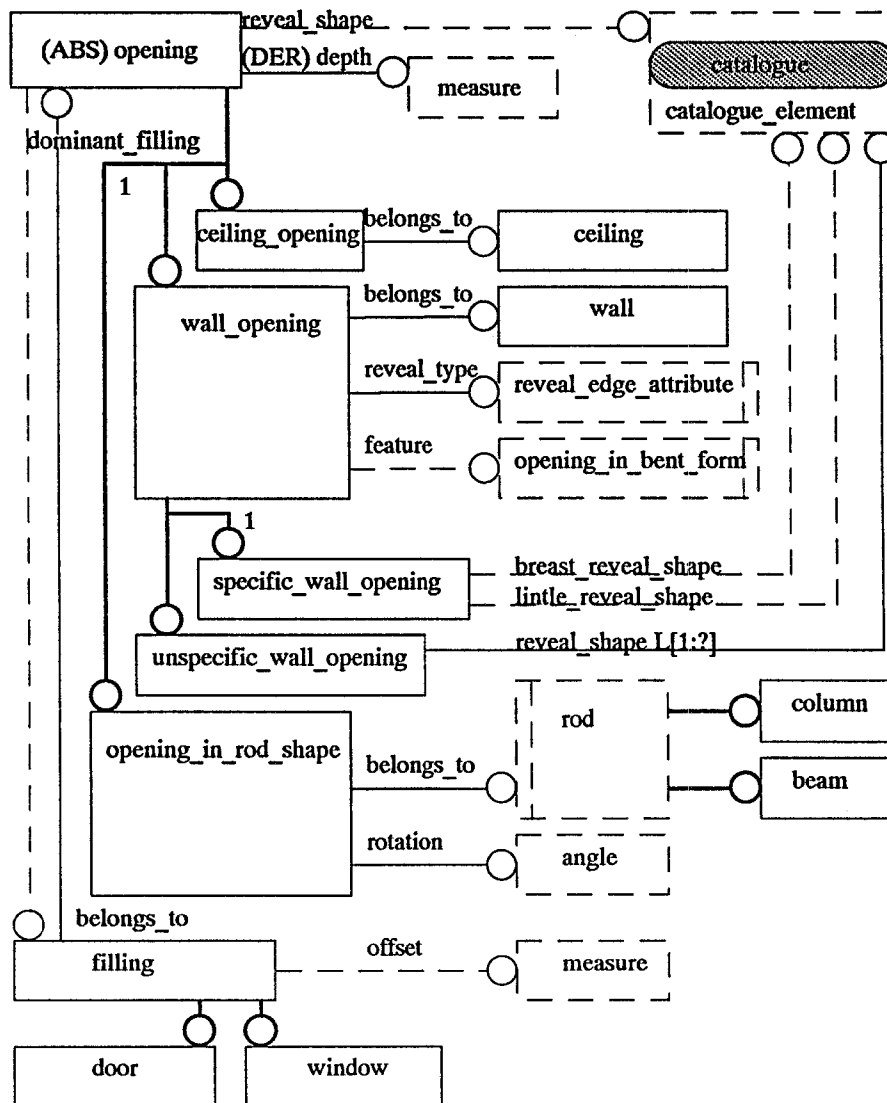 reveal_shape
(ABS) opening
(DER) depth
catalogue
measure
catalogue_element
dominant_filling
1
belongs_to
ceiling_opening
ceiling
belongs_to
wall_opening
wall
reveal_type
reveal_edge_attribute
feature
opening_in_bent_form
1
specific_wall_opening
breast_reveal_shape
lintle_reveal_shape
unspecific_wall_opening
reveal_shape L[1:?]
opening_in_rod_shape
rod
column
belongs_to
beam
rotation
angle
belongs_to
filling
offset
measure
door
window